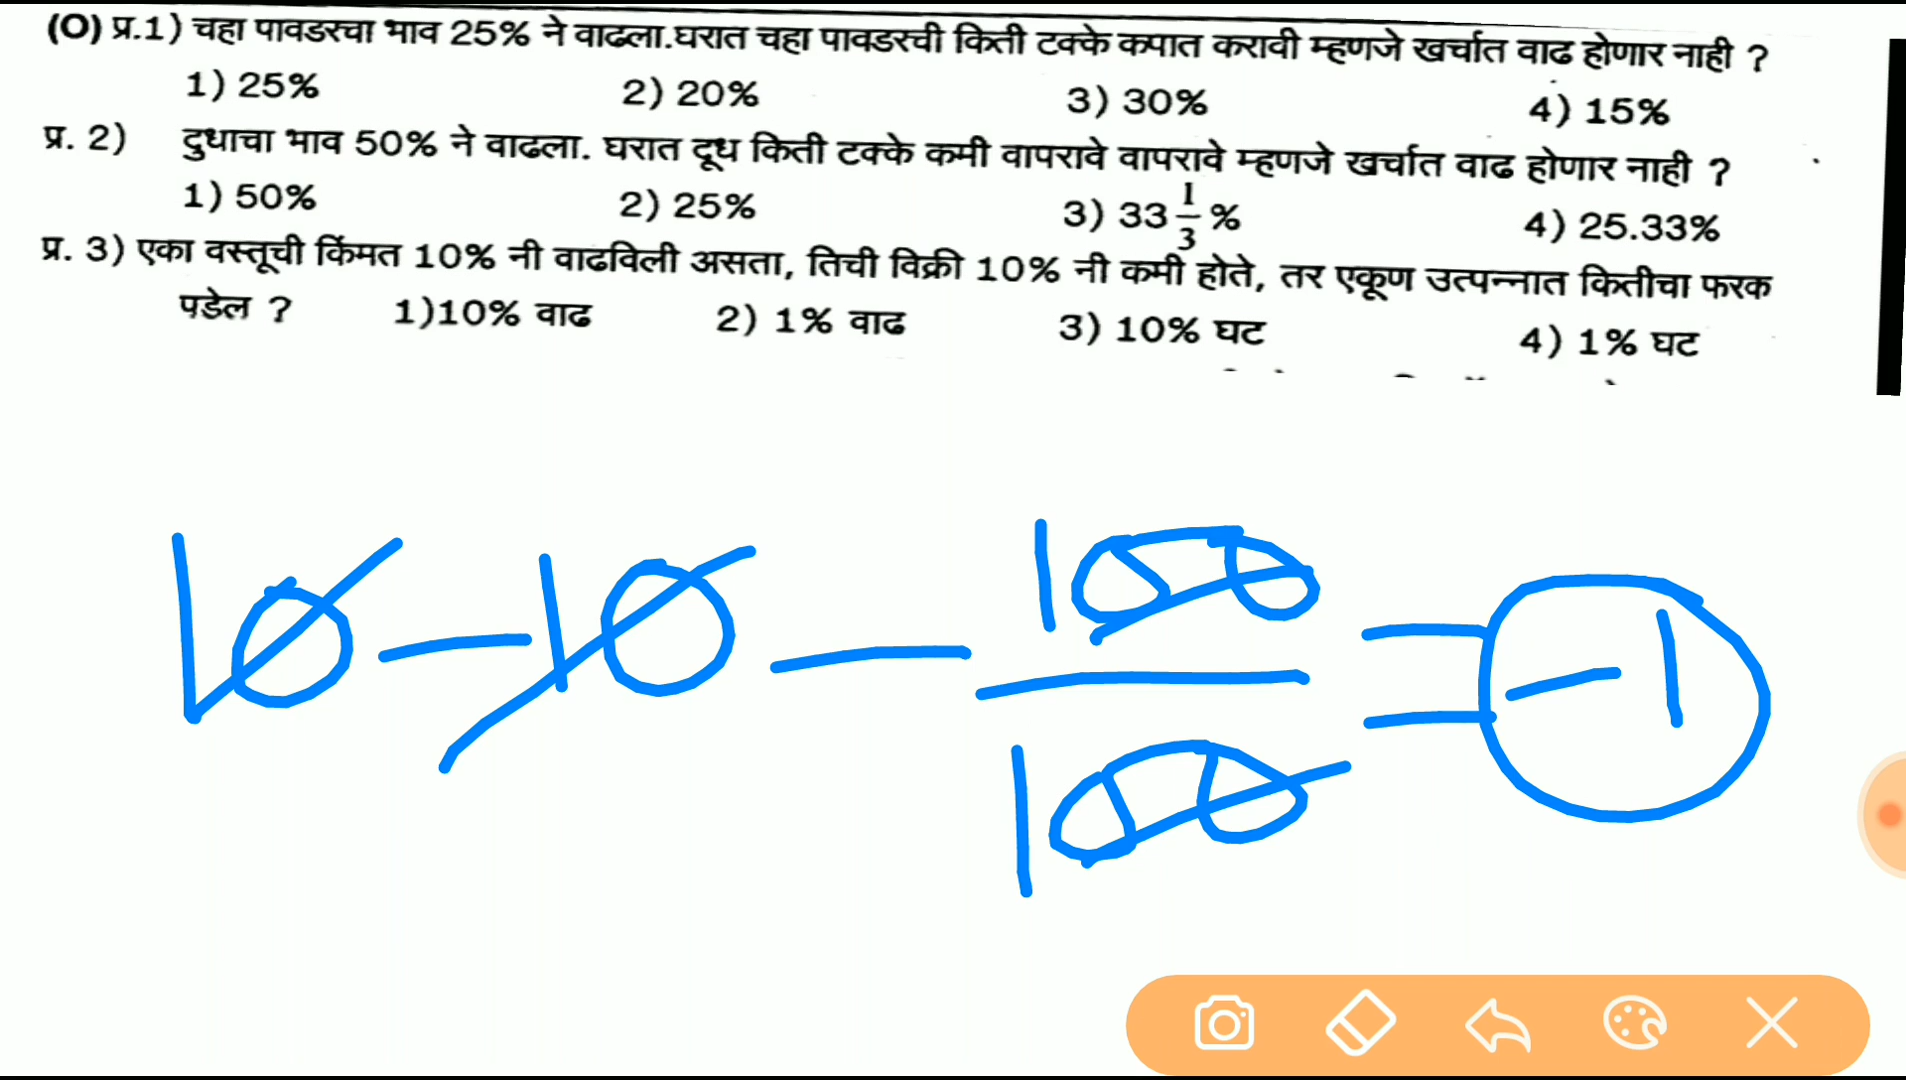 (O) प्र.1) चहा पावडरचा भाव 25% ने वाढला.घरात चहा पावडरची किती टक्के कपात करावी म्हणजे खर्चात वाढ होणार नाही ?
1) 25% 2) 20% 3) 30% 4) 15%
प्र. 2) दुधाचा भाव 50% ने वाढला. घरात दूध किती टक्के कमी वापरावे वापरावे म्हणजे खर्चात वाढ होणार नाही ?
1) 50% 2) 25% 3) 33 1/3 % 4) 25.33%
प्र. 3) एका वस्तूची किंमत 10% नी वाढविली असता, तिची विक्री 10% नी कमी होते, तर एकूण उत्पन्नात कितीचा फरक
पडेल ? 1)10% वाढ 2) 1% वाढ 3) 10% घट 4) 1% घट
10 — 10 — 100/100 = -1